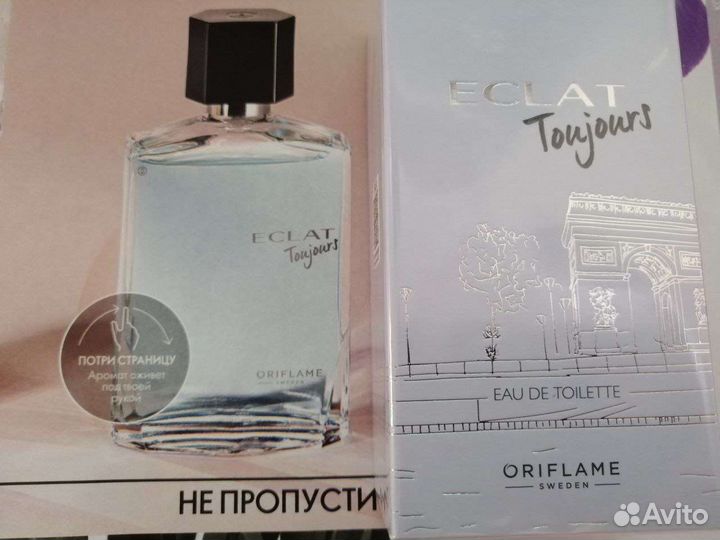 ECLAT
Toujours
ORIFLAME
SWEDEN
ПОТРИ СТРАНИЦУ
Аромат оживет
под твоей
рукой
НЕ ПРОПУСТИ
ECLAT
Toujours
EAU DE TOILETTE
ORIFLAME
SWEDEN
Avito